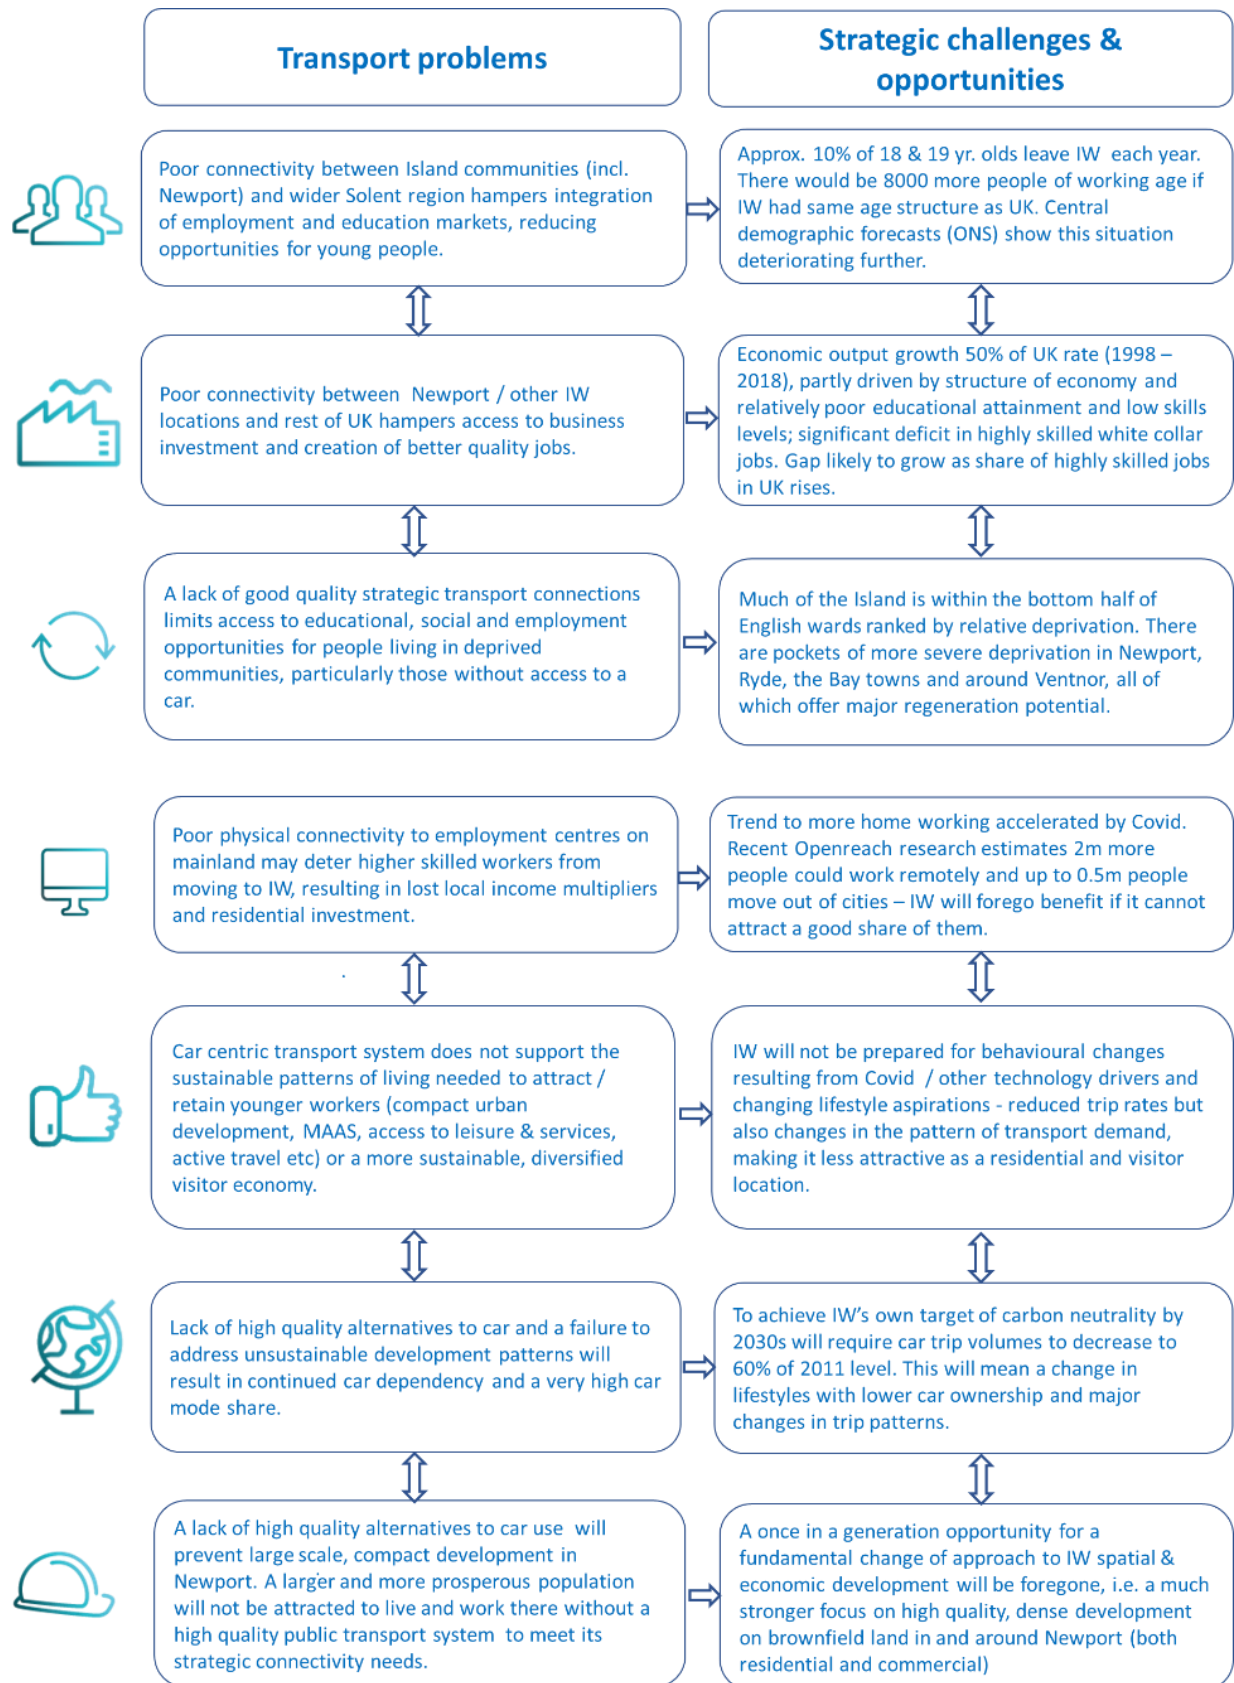 Transport problems
Strategic challenges &
opportunities
Poor connectivity between Island communities (incl.
Newport) and wider Solent region hampers integration
of employment and education markets, reducing
opportunities for young people.
Approx. 10% of 18 & 19 yr. olds leave IW each year.
There would be 8000 more people of working age if
IW had same age structure as UK. Central
demographic forecasts (ONS) show this situation
deteriorating further.
Poor connectivity between Newport / other IW
locations and rest of UK hampers access to business
investment and creation of better quality jobs.
Economic output growth 50% of UK rate (1998 –
2018), partly driven by structure of economy and
relatively poor educational attainment and low skills
levels; significant deficit in highly skilled white collar
jobs. Gap likely to grow as share of highly skilled jobs
in UK rises.
A lack of good quality strategic transport connections
limits access to educational, social and employment
opportunities for people living in deprived
communities, particularly those without access to a
car.
Much of the Island is within the bottom half of
English wards ranked by relative deprivation. There
are pockets of more severe deprivation in Newport,
Ryde, the Bay towns and around Ventnor, all of
which offer major regeneration potential.
Poor physical connectivity to employment centres on
mainland may deter higher skilled workers from
moving to IW, resulting in lost local income multipliers
and residential investment.
Trend to more home working accelerated by Covid.
Recent Openreach research estimates 2m more
people could work remotely and up to 0.5m people
move out of cities – IW will forego benefit if it cannot
attract a good share of them.
Car centric transport system does not support the
sustainable patterns of living needed to attract /
retain younger workers (compact urban
development, MAAS, access to leisure & services,
active travel etc) or a more sustainable, diversified
visitor economy.
IW will not be prepared for behavioural changes
resulting from Covid / other technology drivers and
changing lifestyle aspirations - reduced trip rates but
also changes in the pattern of transport demand,
making it less attractive as a residential and visitor
location.
Lack of high quality alternatives to car and a failure to
address unsustainable development patterns will
result in continued car dependency and a very high car
mode share.
To achieve IW's own target of carbon neutrality by
2030s will require car trip volumes to decrease to
60% of 2011 level. This will mean a change in
lifestyles with lower car ownership and major
changes in trip patterns.
A lack of high quality alternatives to car use will
prevent large scale, compact development in
Newport. A larger and more prosperous population
will not be attracted to live and work there without a
high quality public transport system to meet its
strategic connectivity needs.
A once in a generation opportunity for a
fundamental change of approach to IW spatial &
economic development will be foregone, i.e. a much
stronger focus on high quality, dense development
on brownfield land in and around Newport (both
residential and commercial)